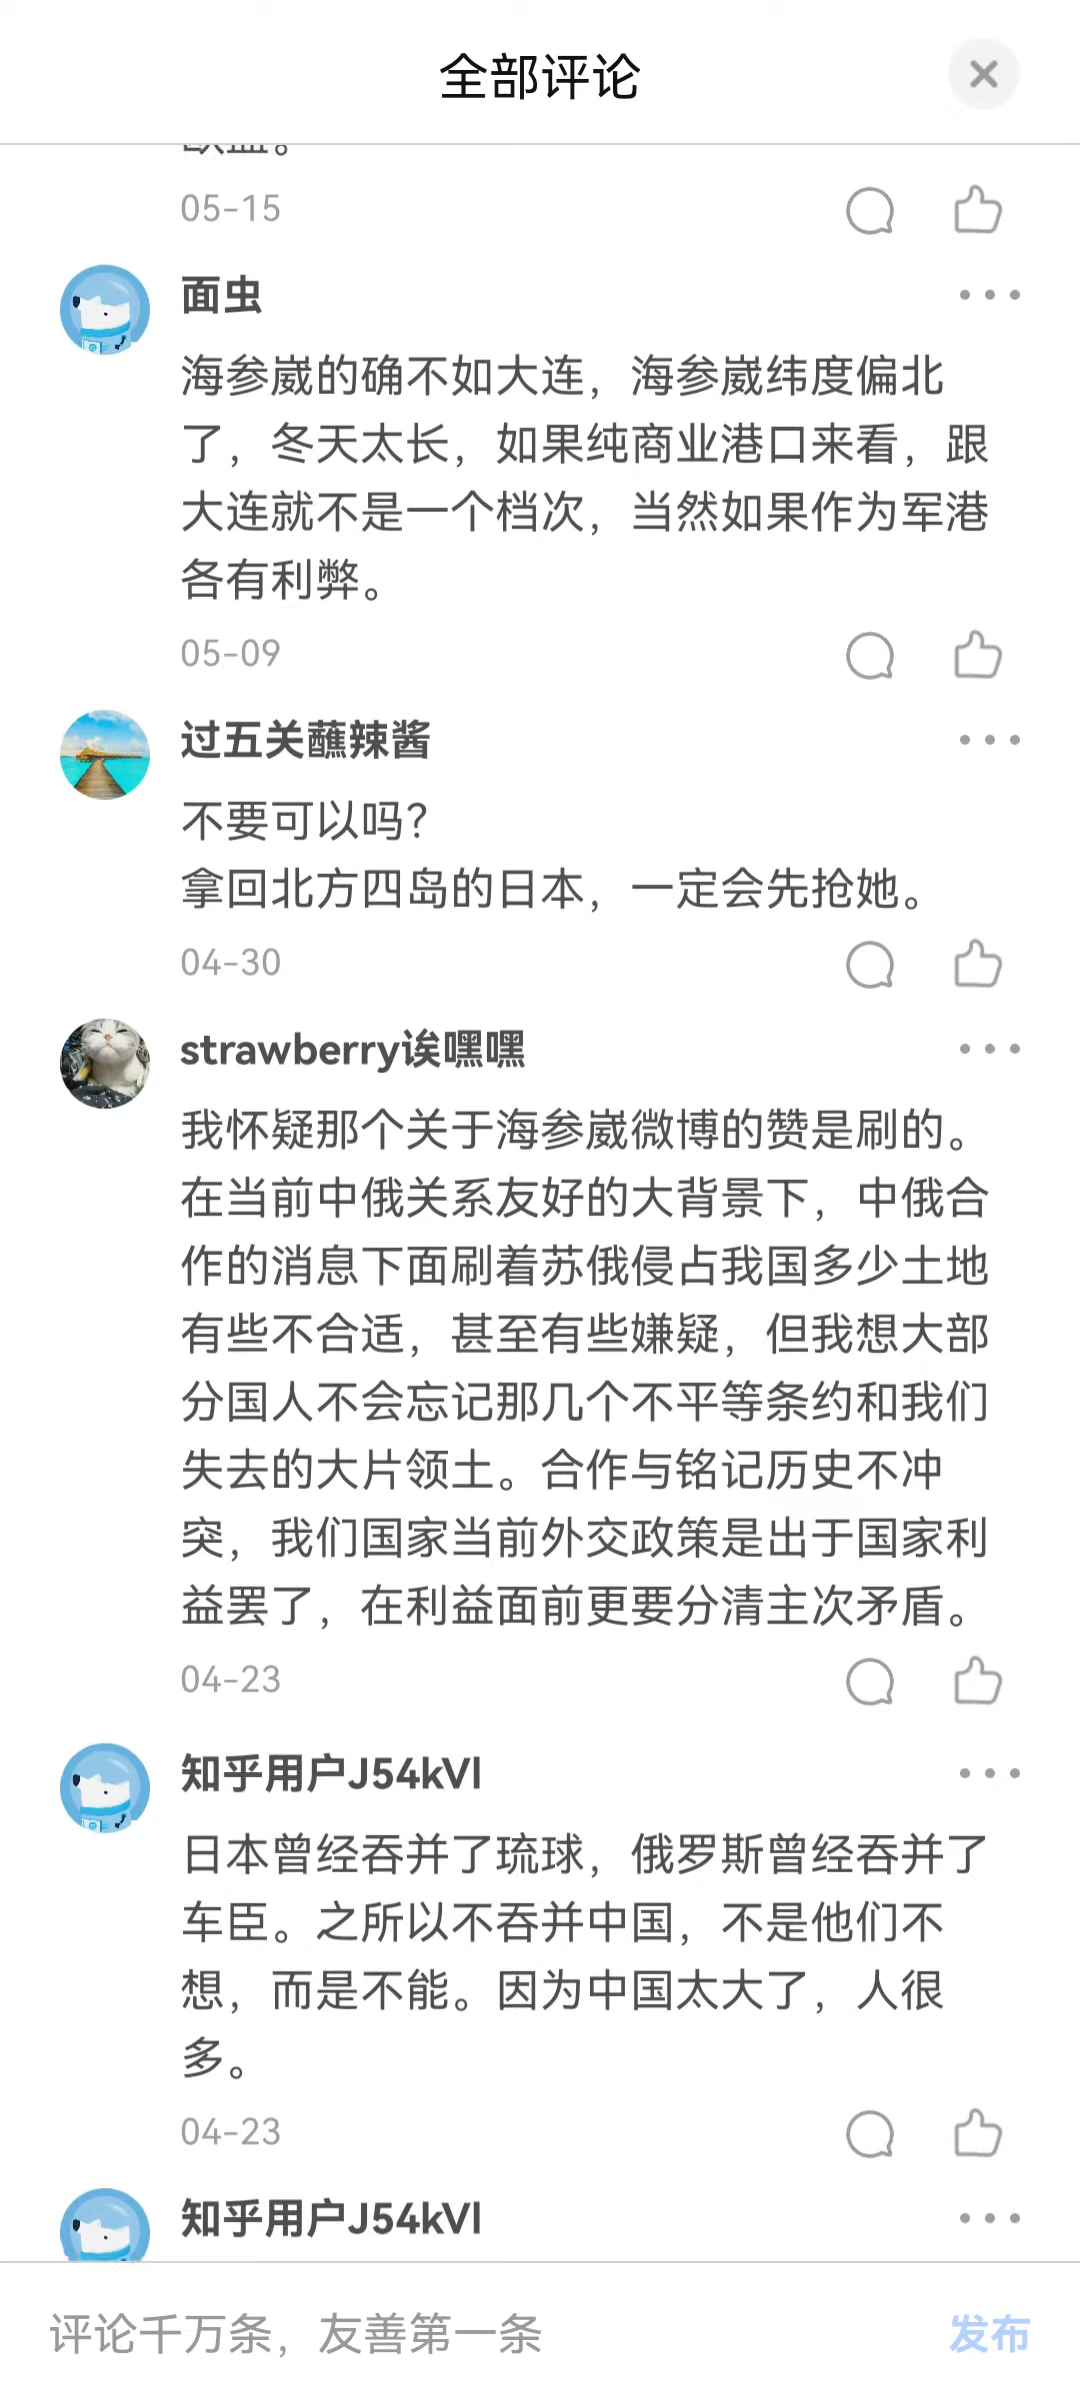 全部评论
05-15
面虫
海参崴的确不如大连，海参崴纬度偏北
了，冬天太长，如果纯商业港口来看，跟
大连就不是一个档次，当然如果作为军港
各有利弊。
05-09
过五关蘸辣酱
不要可以吗？
拿回北方四岛的日本，一定会先抢她。
04-30
strawberry诶嘿嘿
我怀疑那个关于海参崴微博的赞是刷的。
在当前中俄关系友好的大背景下，中俄合
作的消息下面刷着苏俄侵占我国多少土地
有些不合适，甚至有些嫌疑，但我想大部
分国人不会忘记那几个不平等条约和我们
失去的大片领土。合作与铭记历史不冲
突，我们国家当前外交政策是出于国家利
益罢了，在利益面前更要分清主次矛盾。
04-23
知乎用户J54kVl
日本曾经吞并了琉球，俄罗斯曾经吞并了
车臣。之所以不吞并中国，不是他们不
想，而是不能。因为中国太大了，人很
多。
04-23
知乎用户J54kVl
评论千万条，友善第一条
发布